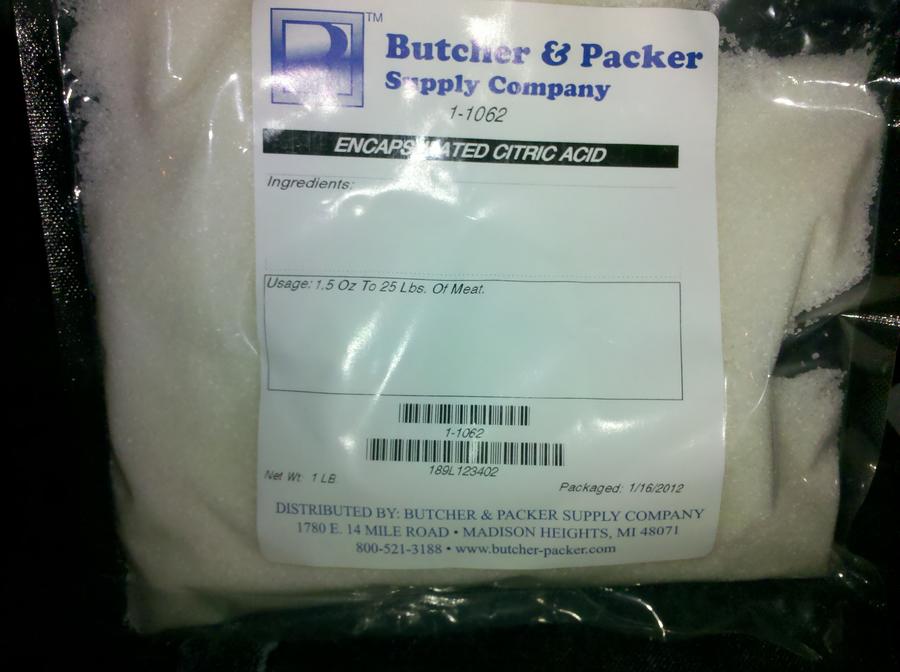 TM
Butcher & Packer
Supply Company
1-1062
ENCAPSULATED CITRIC ACID
Ingredients:
Usage: 1.5 Oz To 25 Lbs. Of Meat.
1-1062
189L123402
Net Wt: 1 LB
Packaged: 1/16/2012
DISTRIBUTED BY: BUTCHER & PACKER SUPPLY COMPANY
1780 E. 14 MILE ROAD • MADISON HEIGHTS, MI 48071
800-521-3188 • www.butcher-packer.com